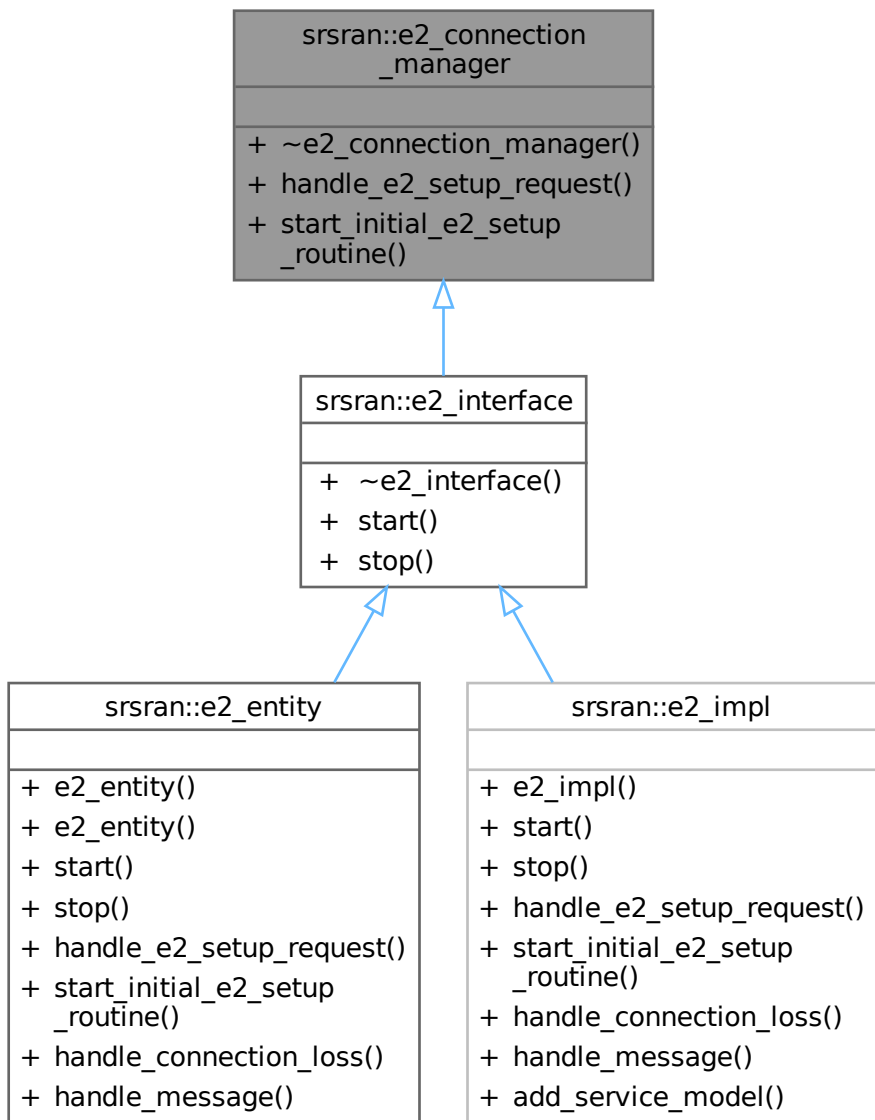 srsran::e2_connection
_manager
+ ~e2_connection_manager()
+ handle_e2_setup_request()
+ start_initial_e2_setup
_routine()
srsran::e2_interface
+ ~e2_interface()
+ start()
+ stop()
srsran::e2_entity
+ e2_entity()
+ e2_entity()
+ start()
+ stop()
+ handle_e2_setup_request()
+ start_initial_e2_setup
_routine()
+ handle_connection_loss()
+ handle_message()
srsran::e2_impl
+ e2_impl()
+ start()
+ stop()
+ handle_e2_setup_request()
+ start_initial_e2_setup
_routine()
+ handle_connection_loss()
+ handle_message()
+ add_service_model()